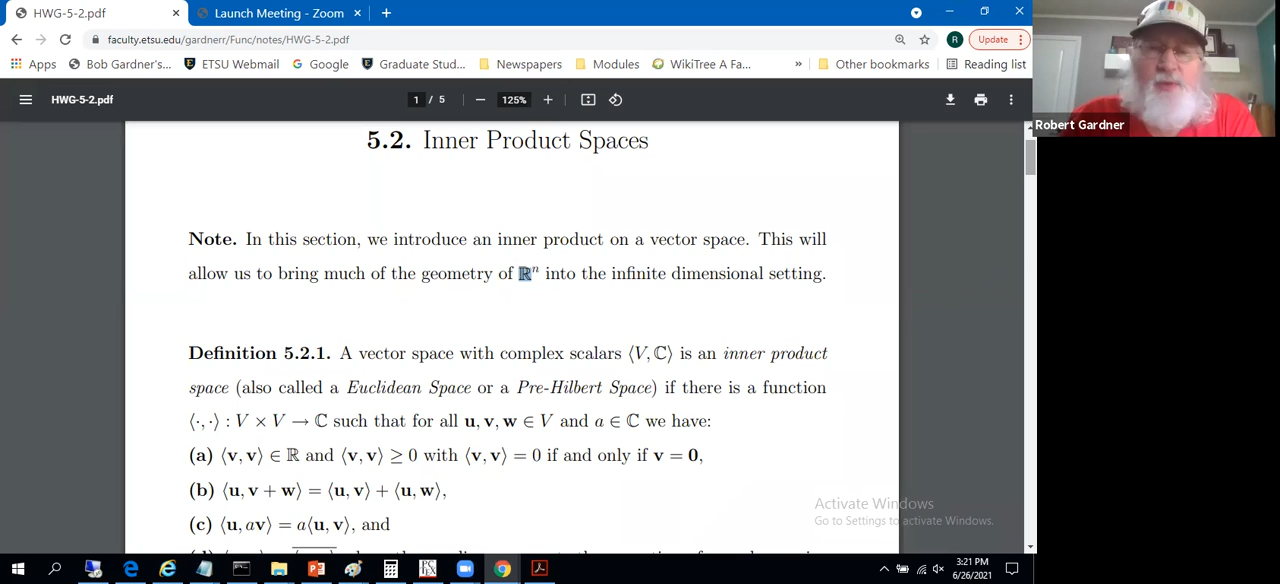 HWG-5-2.pdf
Launch Meeting - Zoom
faculty.etsu.edu/gardnerr/Func/notes/HWG-5-2.pdf
R
Update
Apps
Bob Gardner's...
ETSU Webmail
Google
Graduate Stud...
Newspapers
Modules
WikiTree A Fa...
»
Other bookmarks
Reading list
HWG-5-2.pdf
1 / 5
125%
Robert Gardner
5.2. Inner Product Spaces
Note. In this section, we introduce an inner product on a vector space. This will
allow us to bring much of the geometry of ℝⁿ into the infinite dimensional setting.
Definition 5.2.1. A vector space with complex scalars ⟨V, ℂ⟩ is an inner product
space (also called a Euclidean Space or a Pre-Hilbert Space) if there is a function
⟨·, ·⟩ : V × V → ℂ such that for all u, v, w ∈ V and a ∈ ℂ we have:
(a) ⟨v, v⟩ ∈ ℝ and ⟨v, v⟩ ≥ 0 with ⟨v, v⟩ = 0 if and only if v = 0,
(b) ⟨u, v + w⟩ = ⟨u, v⟩ + ⟨u, w⟩,
(c) ⟨u, av⟩ = a⟨u, v⟩, and
Activate Windows
Go to Settings to activate Windows.
3:21 PM
6/26/2021